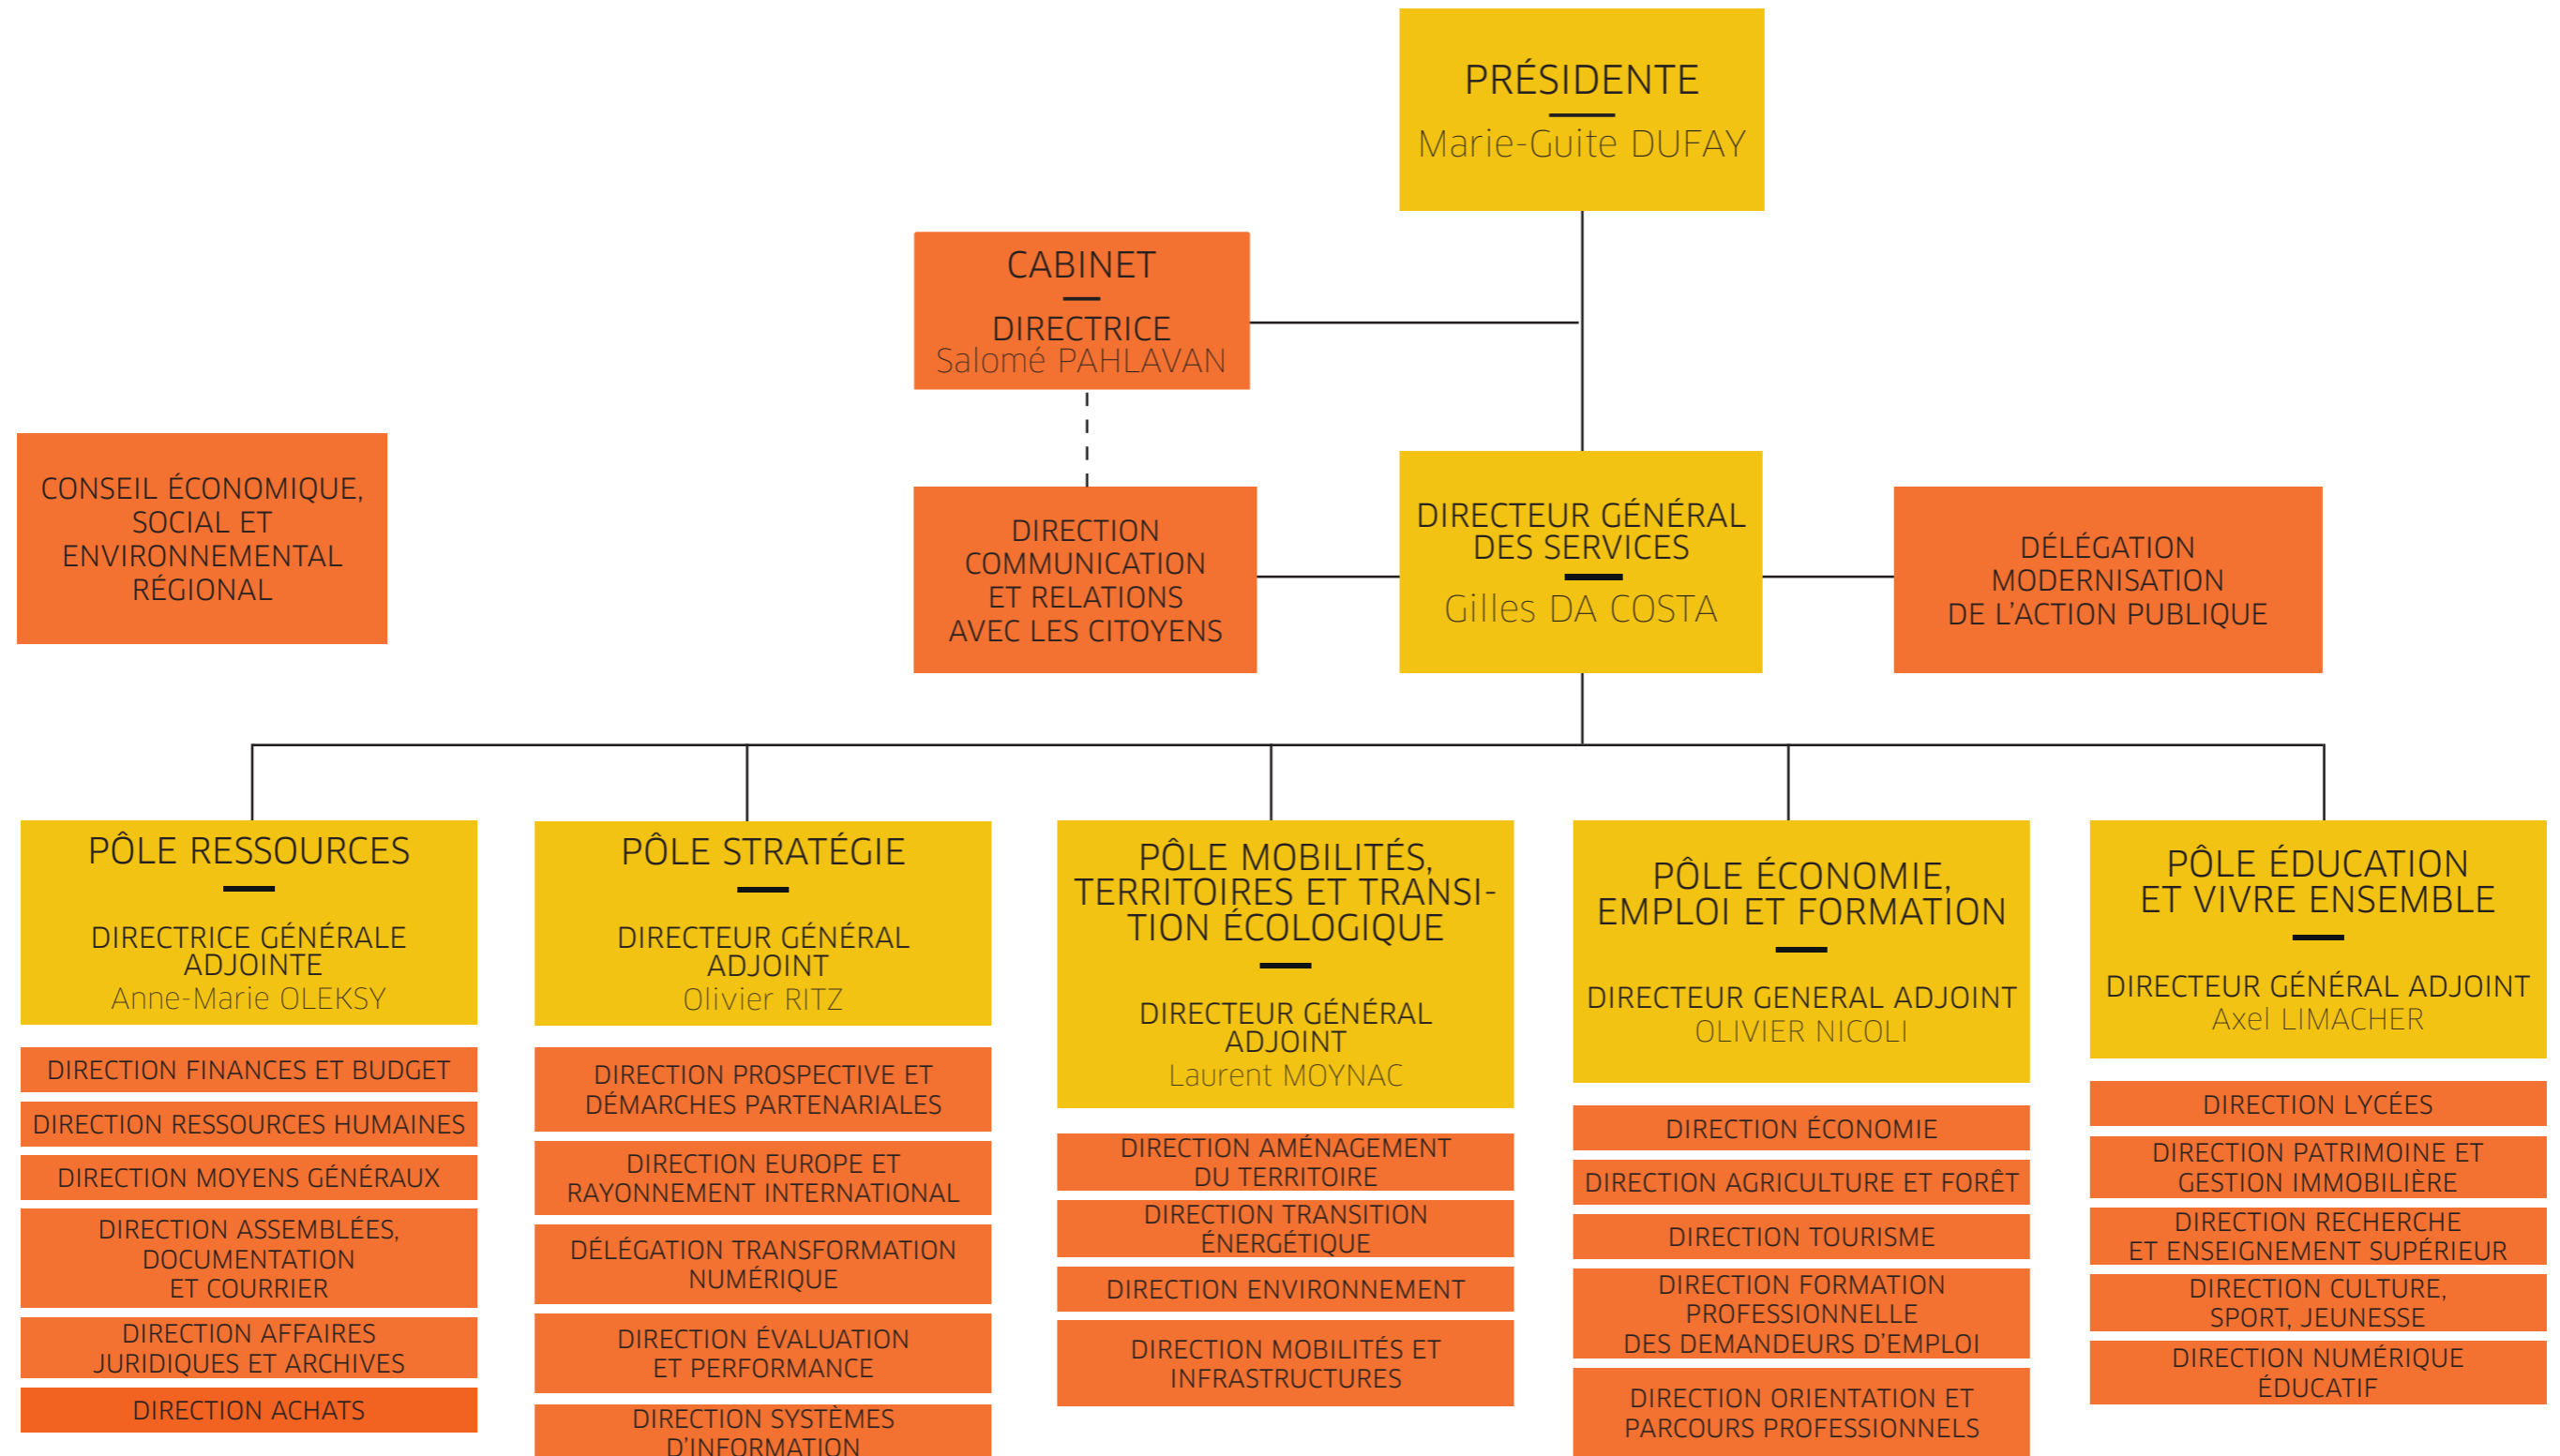 PRÉSIDENTE
Marie-Guite DUFAY
CABINET
DIRECTRICE
Salomé PAHLAVAN
CONSEIL ÉCONOMIQUE,
SOCIAL ET
ENVIRONNEMENTAL
RÉGIONAL
DIRECTION
COMMUNICATION
ET RELATIONS
AVEC LES CITOYENS
DIRECTEUR GÉNÉRAL
DES SERVICES
Gilles DA COSTA
DÉLÉGATION
MODERNISATION
DE L’ACTION PUBLIQUE
PÔLE RESSOURCES
DIRECTRICE GÉNÉRALE
ADJOINTE
Anne-Marie OLEKSY
DIRECTION FINANCES ET BUDGET
DIRECTION RESSOURCES HUMAINES
DIRECTION MOYENS GÉNÉRAUX
DIRECTION ASSEMBLÉES,
DOCUMENTATION
ET COURRIER
DIRECTION AFFAIRES
JURIDIQUES ET ARCHIVES
DIRECTION ACHATS
PÔLE STRATÉGIE
DIRECTEUR GÉNÉRAL
ADJOINT
Olivier RITZ
DIRECTION PROSPECTIVE ET
DÉMARCHES PARTENARIALES
DIRECTION EUROPE ET
RAYONNEMENT INTERNATIONAL
DÉLÉGATION TRANSFORMATION
NUMÉRIQUE
DIRECTION ÉVALUATION
ET PERFORMANCE
DIRECTION SYSTÈMES
D’INFORMATION
PÔLE MOBILITÉS,
TERRITOIRES ET TRANSI-
TION ÉCOLOGIQUE
DIRECTEUR GÉNÉRAL
ADJOINT
Laurent MOYNAC
DIRECTION AMÉNAGEMENT
DU TERRITOIRE
DIRECTION TRANSITION
ÉNERGÉTIQUE
DIRECTION ENVIRONNEMENT
DIRECTION MOBILITÉS ET
INFRASTRUCTURES
PÔLE ÉCONOMIE,
EMPLOI ET FORMATION
DIRECTEUR GENERAL ADJOINT
OLIVIER NICOLI
DIRECTION ÉCONOMIE
DIRECTION AGRICULTURE ET FORÊT
DIRECTION TOURISME
DIRECTION FORMATION
PROFESSIONNELLE
DES DEMANDEURS D’EMPLOI
DIRECTION ORIENTATION ET
PARCOURS PROFESSIONNELS
PÔLE ÉDUCATION
ET VIVRE ENSEMBLE
DIRECTEUR GÉNÉRAL ADJOINT
Axel LIMACHER
DIRECTION LYCÉES
DIRECTION PATRIMOINE ET
GESTION IMMOBILIÈRE
DIRECTION RECHERCHE
ET ENSEIGNEMENT SUPÉRIEUR
DIRECTION CULTURE,
SPORT, JEUNESSE
DIRECTION NUMÉRIQUE
ÉDUCATIF